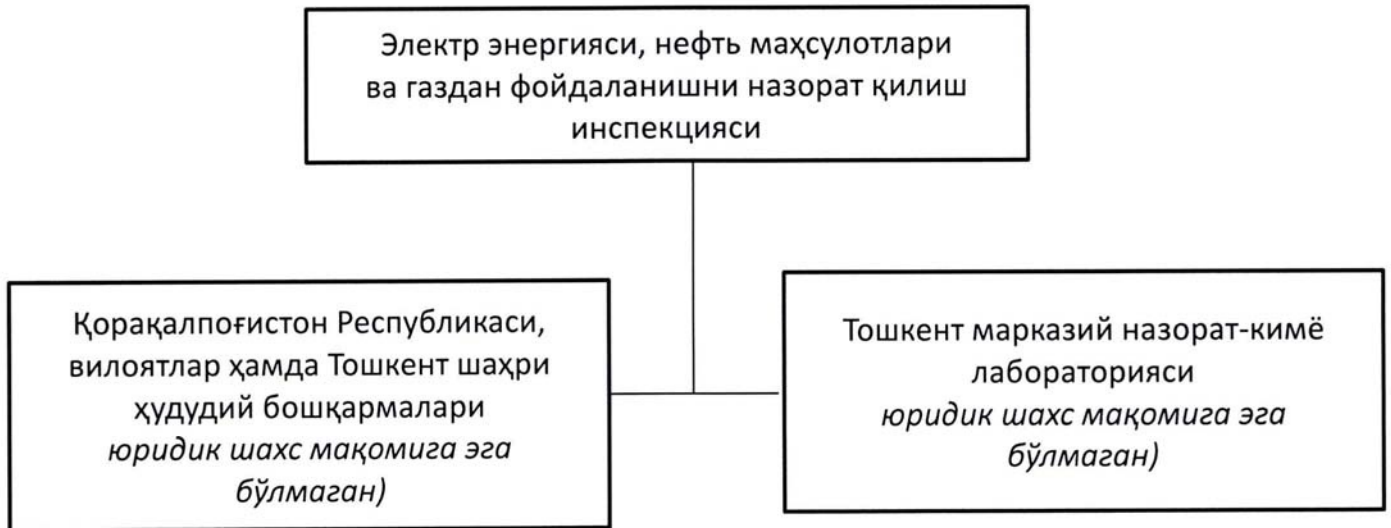 Электр энергияси, нефть маҳсулотлари
ва газдан фойдаланишни назорат қилиш
инспекцияси
Қорақалпоғистон Республикаси,
вилоятлар ҳамда Тошкент шаҳри
ҳудудий бошқармалари
юридик шахс мақомига эга
бўлмаган)
Тошкент марказий назорат-кимё
лабораторияси
юридик шахс мақомига эга
бўлмаган)